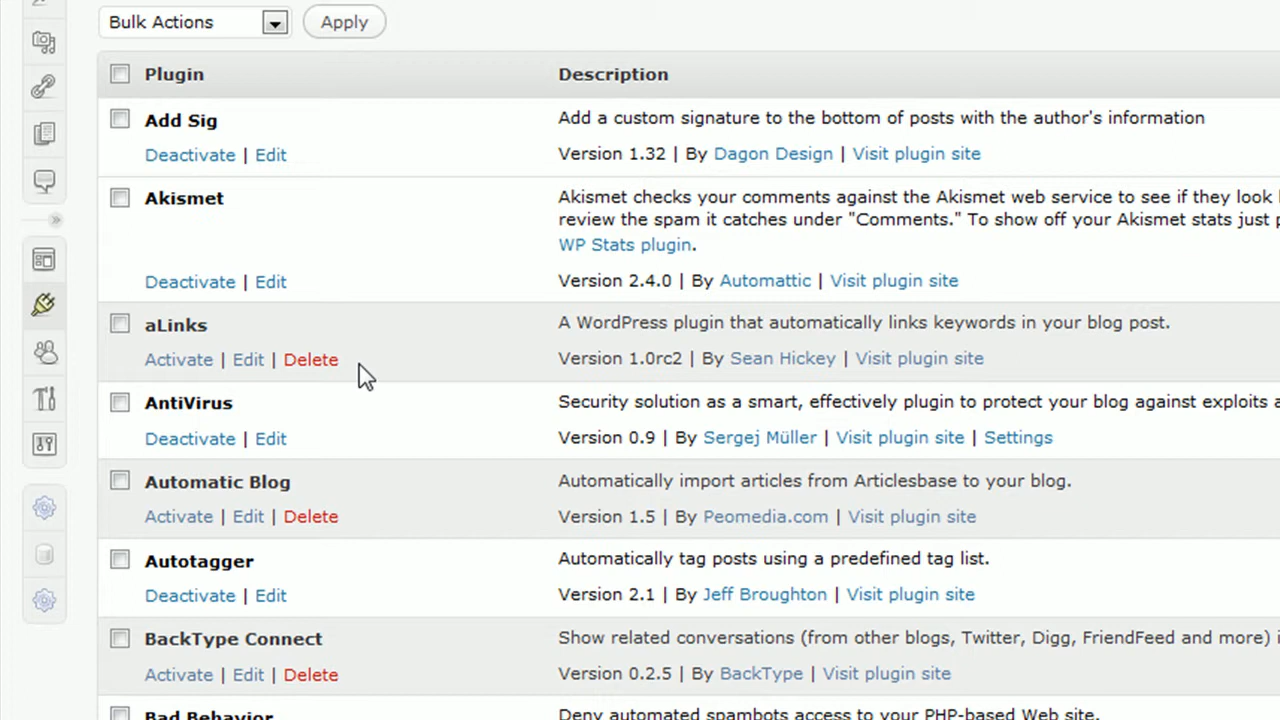 Bulk Actions Apply
Plugin Description
Add Sig Add a custom signature to the bottom of posts with the author's information
Deactivate | Edit Version 1.32 | By Dagon Design | Visit plugin site
Akismet Akismet checks your comments against the Akismet web service to see if they look
review the spam it catches under "Comments." To show off your Akismet stats just
WP Stats plugin.
Deactivate | Edit Version 2.4.0 | By Automattic | Visit plugin site
aLinks A WordPress plugin that automatically links keywords in your blog post.
Activate | Edit | Delete Version 1.0rc2 | By Sean Hickey | Visit plugin site
AntiVirus Security solution as a smart, effectively plugin to protect your blog against exploits
Deactivate | Edit Version 0.9 | By Sergej Müller | Visit plugin site | Settings
Automatic Blog Automatically import articles from Articlesbase to your blog.
Activate | Edit | Delete Version 1.5 | By Peomedia.com | Visit plugin site
Autotagger Automatically tag posts using a predefined tag list.
Deactivate | Edit Version 2.1 | By Jeff Broughton | Visit plugin site
BackType Connect Show related conversations (from other blogs, Twitter, Digg, FriendFeed and more)
Activate | Edit | Delete Version 0.2.5 | By BackType | Visit plugin site
Bad Behavior Deny automated spambots access to your PHP-based Web site.